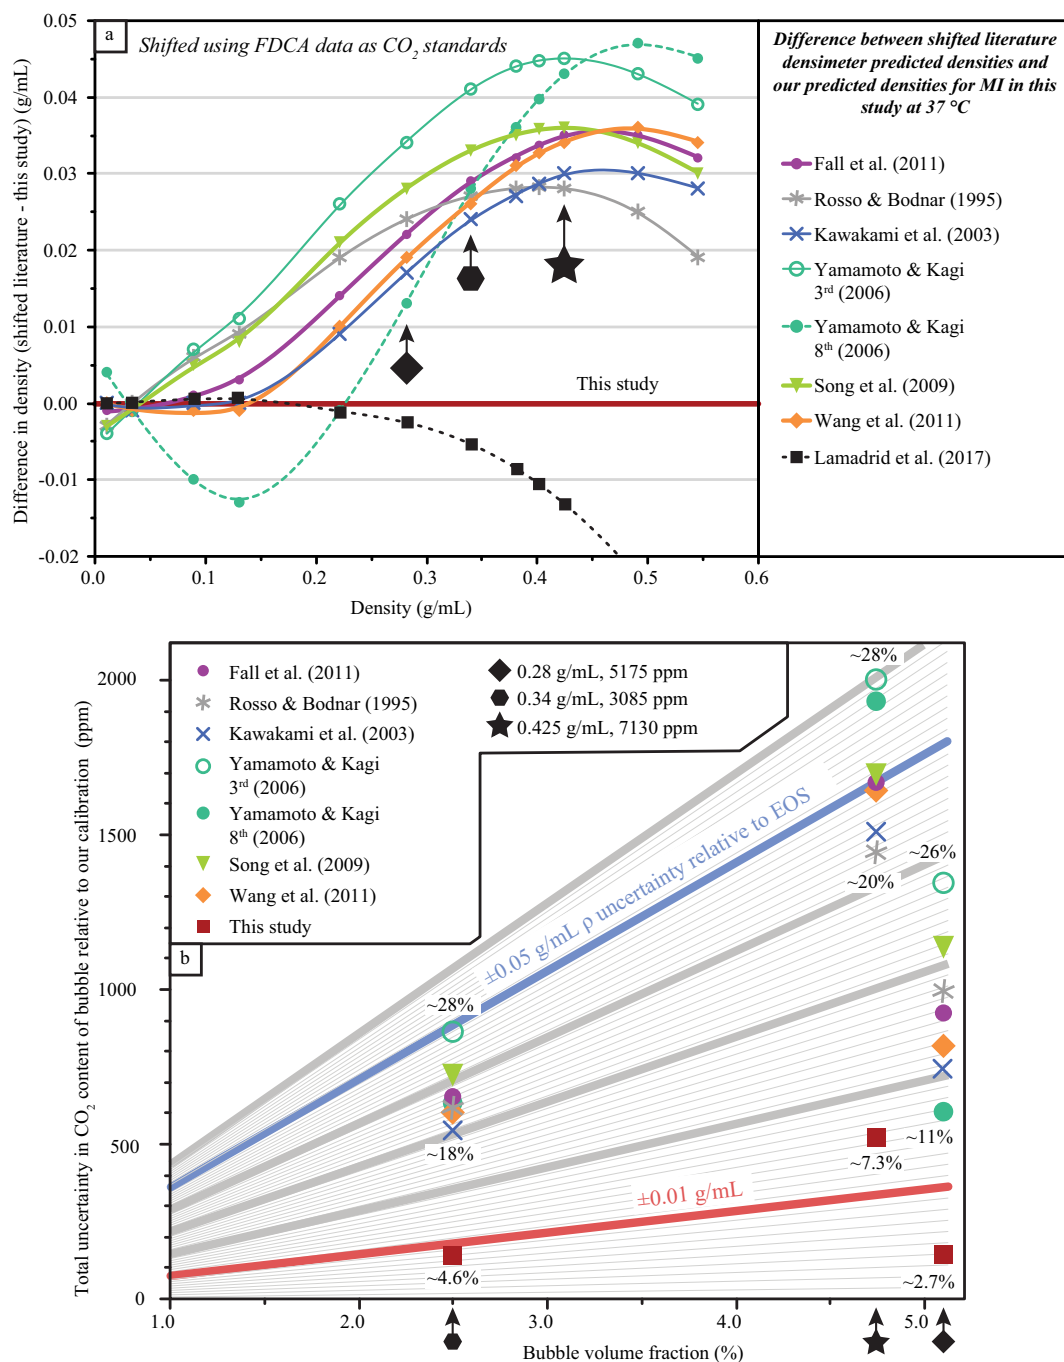 a
Shifted using FDCA data as CO2 standards
0.05
0.04
0.03
0.02
0.01
0.00
-0.01
-0.02
Difference in density (shifted literature - this study) (g/mL)
This study
0.0
0.1
0.2
0.3
0.4
0.5
0.6
Density (g/mL)
Difference between shifted literature
densimeter predicted densities and
our predicted densities for MI in this
study at 37 °C
Fall et al. (2011)
Rosso & Bodnar (1995)
Kawakami et al. (2003)
Yamamoto & Kagi
3rd (2006)
Yamamoto & Kagi
8th (2006)
Song et al. (2009)
Wang et al. (2011)
Lamadrid et al. (2017)
Fall et al. (2011)
Rosso & Bodnar (1995)
Kawakami et al. (2003)
Yamamoto & Kagi
3rd (2006)
Yamamoto & Kagi
8th (2006)
Song et al. (2009)
Wang et al. (2011)
This study
0.28 g/mL, 5175 ppm
0.34 g/mL, 3085 ppm
0.425 g/mL, 7130 ppm
b
2000
1500
1000
500
0
Total uncertainty in CO2 content of bubble relative to our calibration (ppm)
~28%
±0.05 g/mL ρ uncertainty relative to EOS
~26%
~20%
~28%
~18%
~11%
~7.3%
±0.01 g/mL
~4.6%
~2.7%
1.0
2.0
3.0
4.0
5.0
Bubble volume fraction (%)